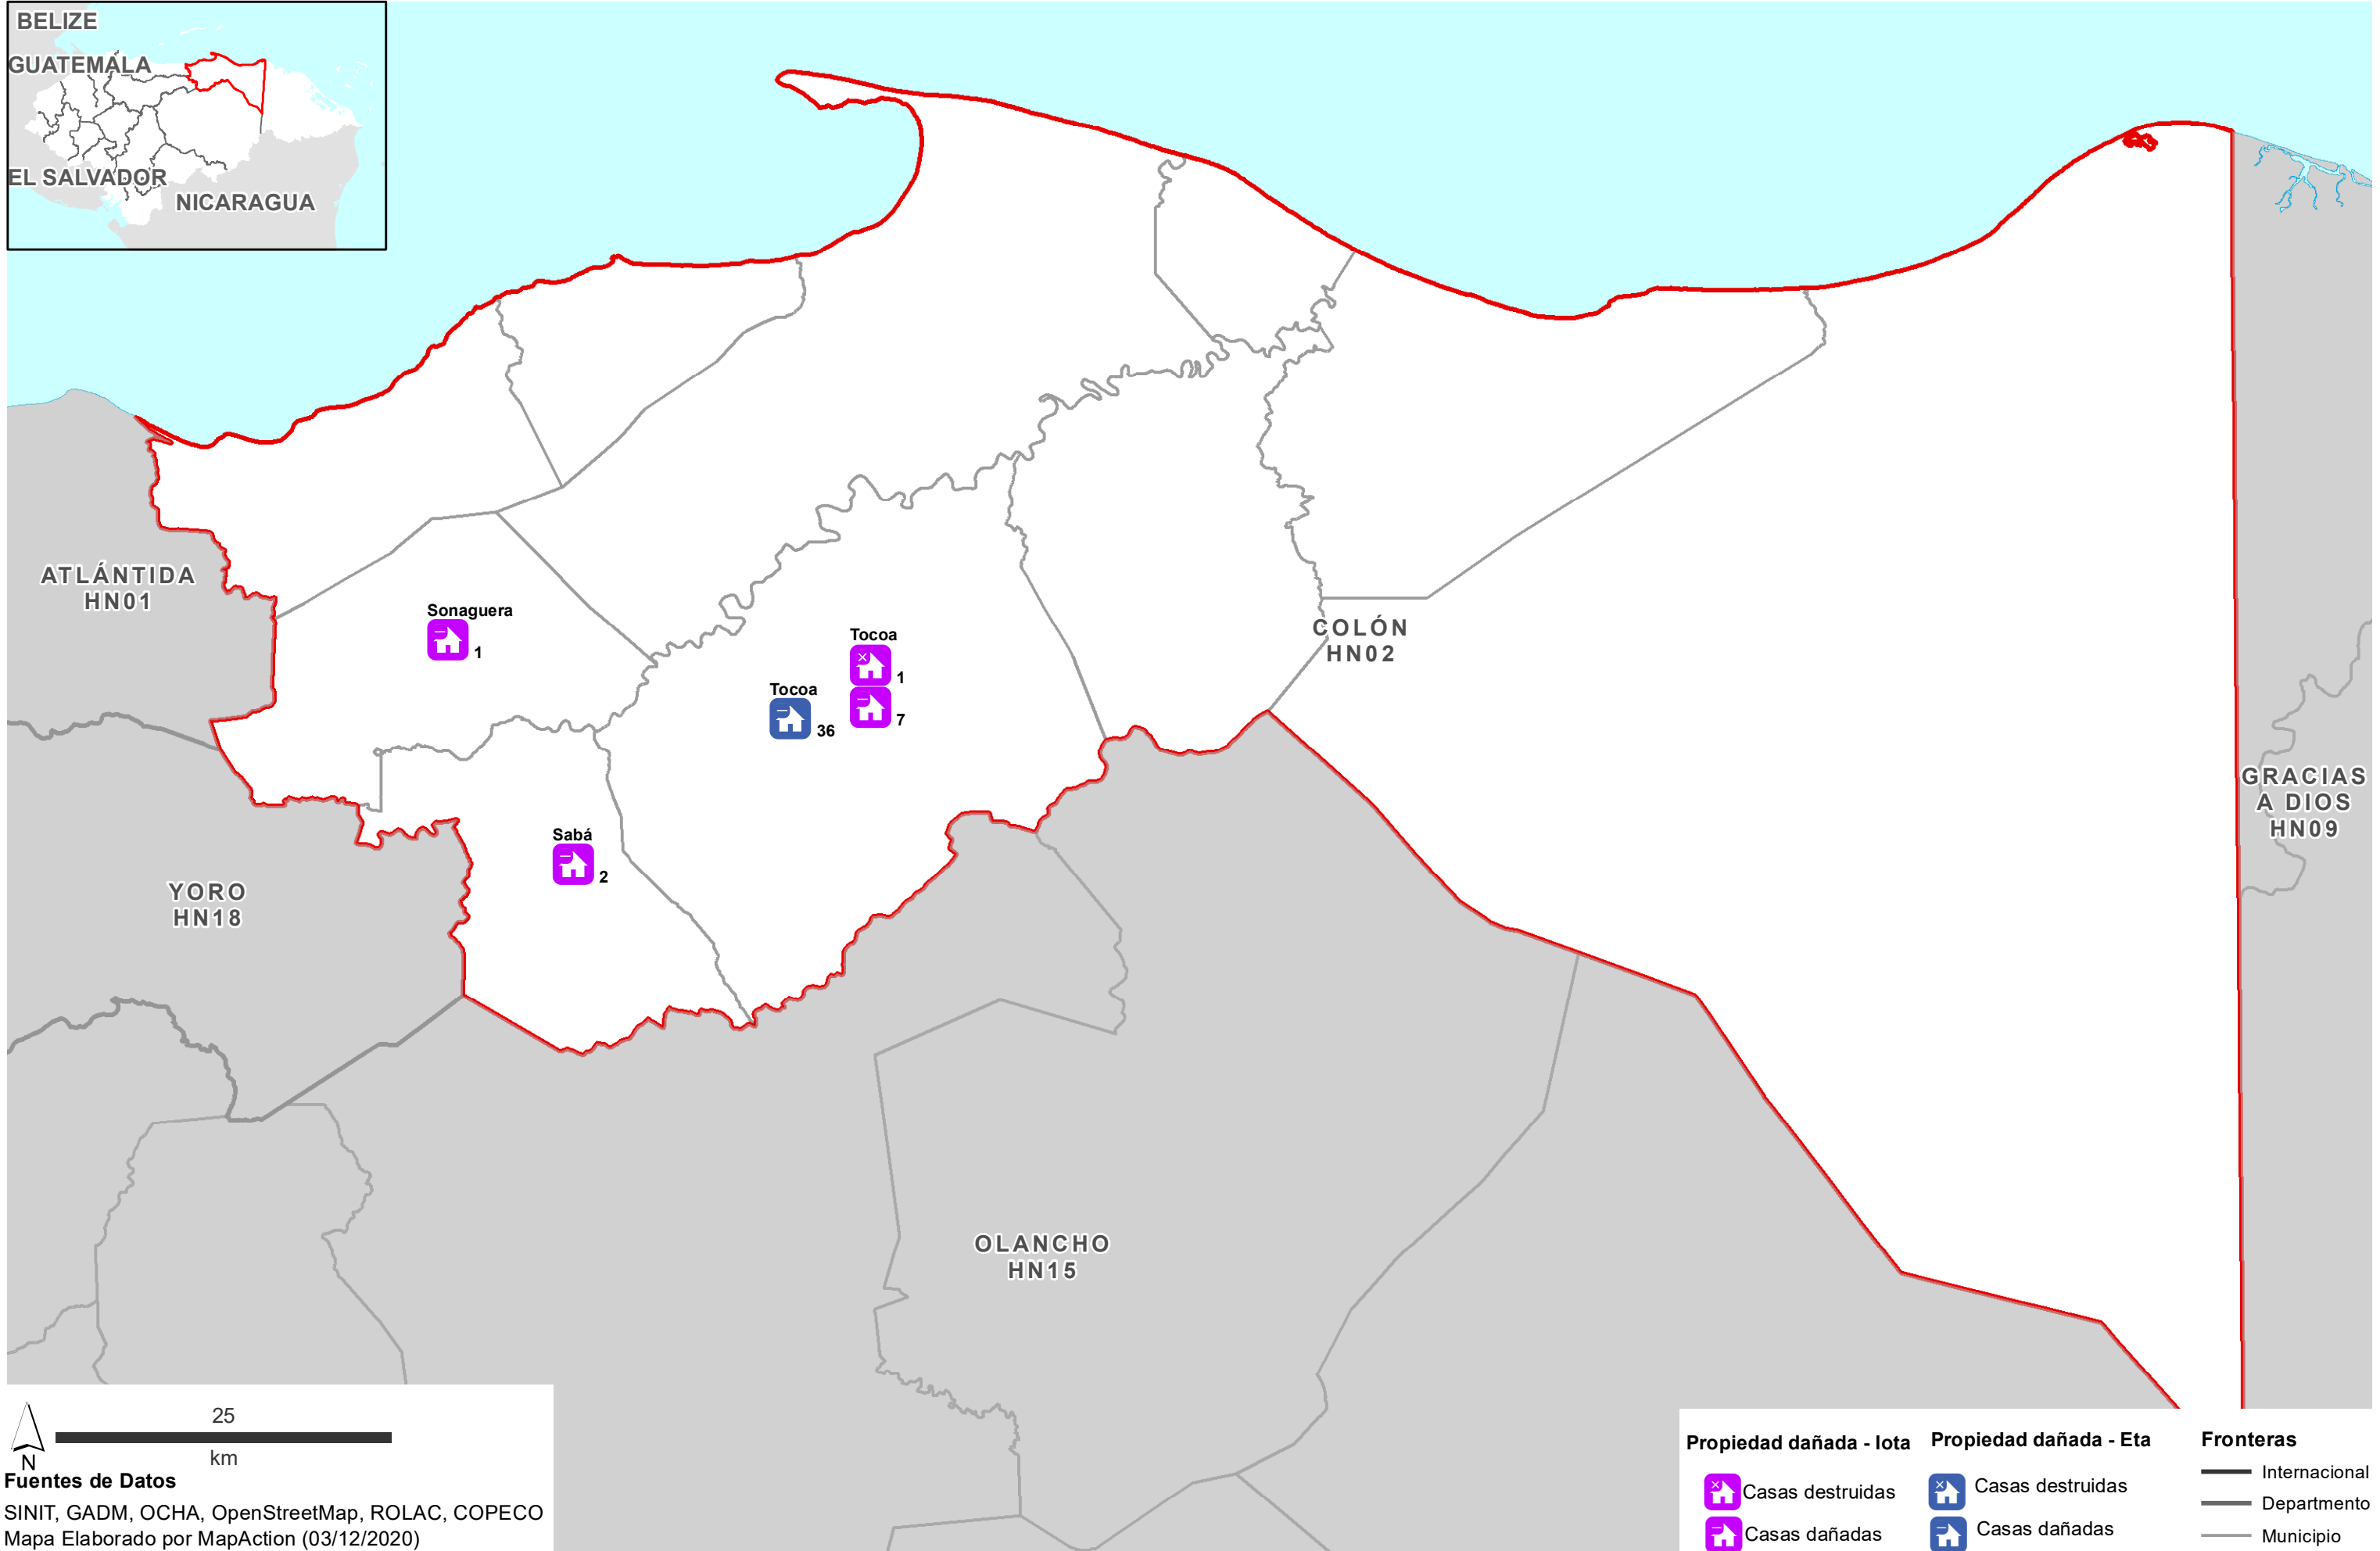 BELIZE
GUATEMALA
EL SALVADOR
NICARAGUA
ATLÁNTIDA
HN01
Sonaguera
1
Tocoa
1
7
Tocoa
36
COLÓN
HN02
Sabá
2
YORO
HN18
GRACIAS
A DIOS
HN09
OLANCHO
HN15
25
km
N
Fuentes de Datos
SINIT, GADM, OCHA, OpenStreetMap, ROLAC, COPECO
Mapa Elaborado por MapAction (03/12/2020)
Propiedad dañada - Iota
Casas destruidas
Casas dañadas
Propiedad dañada - Eta
Casas destruidas
Casas dañadas
Fronteras
Internacional
Departmento
Municipio